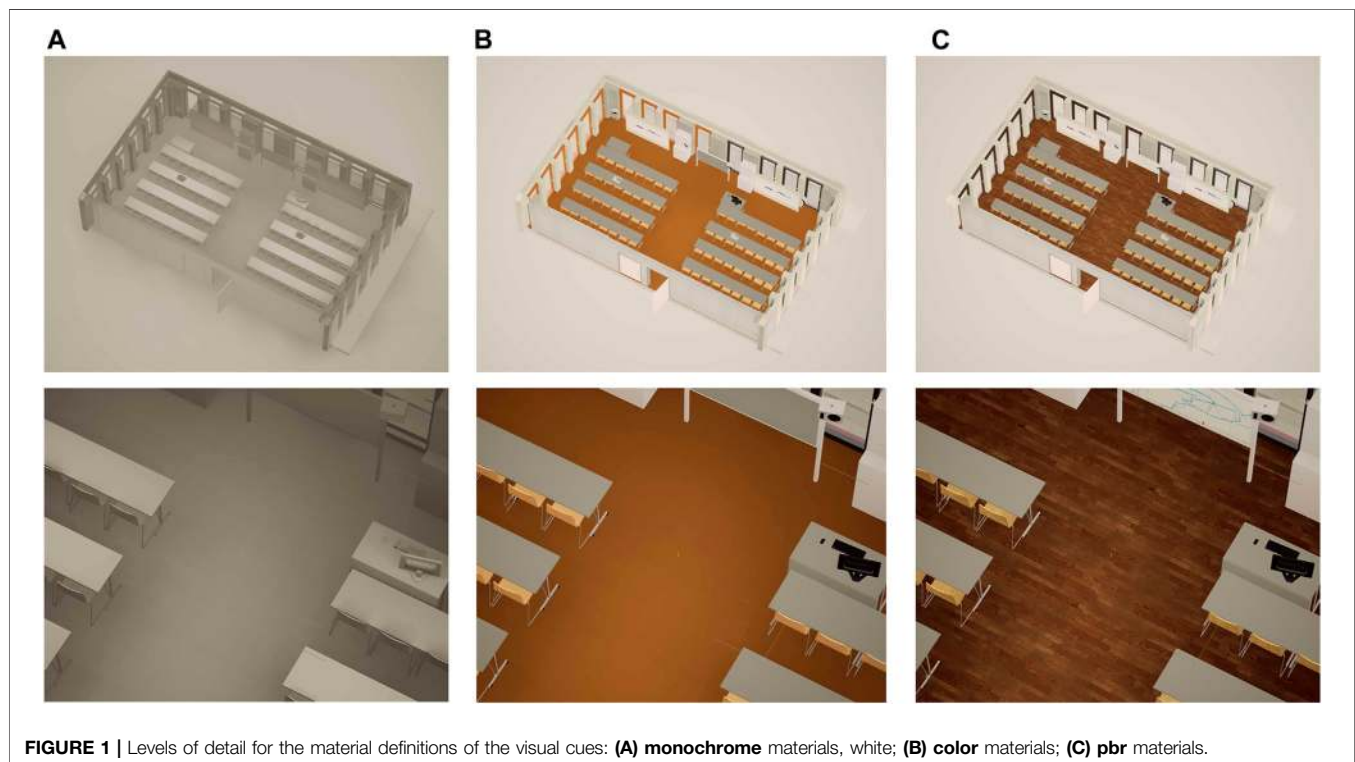 A
B
C
FIGURE 1 | Levels of detail for the material definitions of the visual cues: (A) monochrome materials, white; (B) color materials; (C) pbr materials.